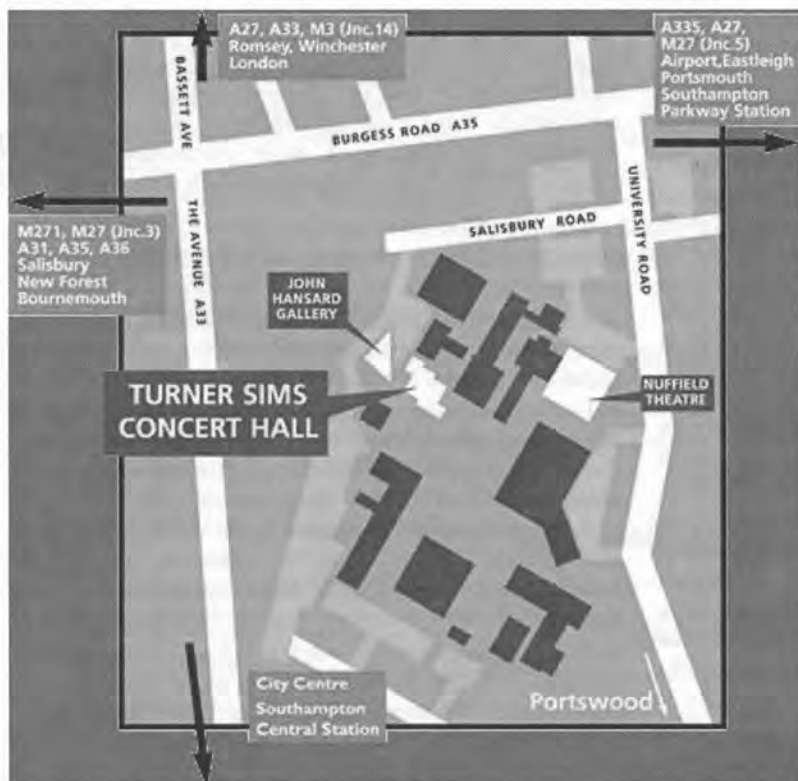 A27, A33, M3 (Jnc.14)
Romsey, Winchester
London
A335, A27,
M27 (Jnc.5)
Airport,Eastleigh
Portsmouth
Southampton
Parkway Station
BASSETT AVE
BURGESS ROAD A35
UNIVERSITY ROAD
THE AVENUE A33
SALISBURY ROAD
M271, M27 (Jnc.3)
A31, A35, A36
Salisbury
New Forest
Bournemouth
JOHN
HANSARD
GALLERY
TURNER SIMS
CONCERT HALL
NUFFIELD
THEATRE
City Centre
Southampton
Central Station
Portswood